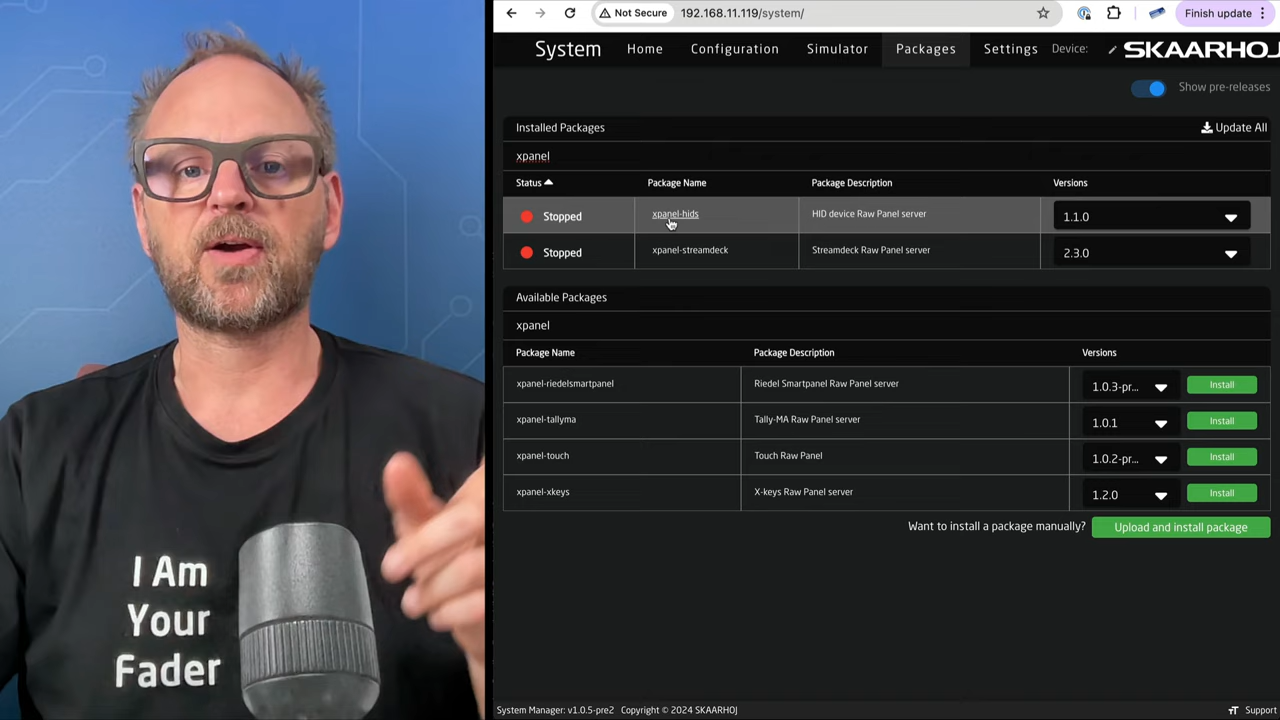 I Am
Your
Fader
Not Secure 192.168.11.119/system/ Finish update
System Home Configuration Simulator Packages Settings Device: SKAARHOJ
Show pre-releases
Installed Packages Update All
xpanel
Status Package Name Package Description Versions
Stopped xpanel-hids HID device Raw Panel server 1.1.0
Stopped xpanel-streamdeck Streamdeck Raw Panel server 2.3.0
Available Packages
xpanel
Package Name Package Description Versions
xpanel-riedelsmartpanel Riedel Smartpanel Raw Panel server 1.0.3-pr... Install
xpanel-tallyma Tally-MA Raw Panel server 1.0.1 Install
xpanel-touch Touch Raw Panel 1.0.2-pr... Install
xpanel-xkeys X-keys Raw Panel server 1.2.0 Install
Want to install a package manually? Upload and install package
System Manager: v1.0.5-pre2 Copyright © 2024 SKAARHOJ Support